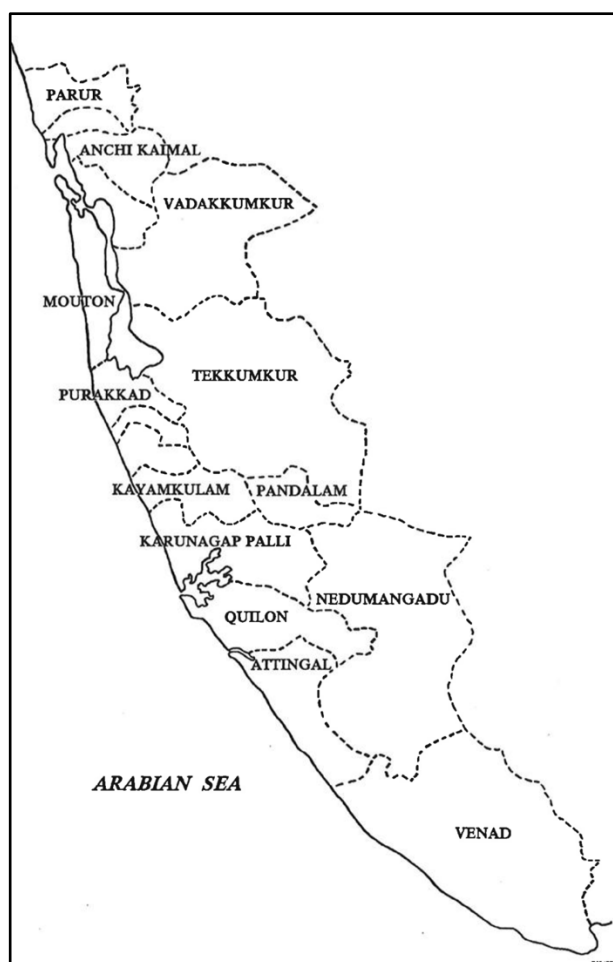 PARUR
ANCHI KAIMAL
VADAKKUMKUR
MOUTON
TEKKUMKUR
PURAKKAD
KAYAMKULAM
PANDALAM
KARUNAGAP PALLI
NEDUMANGADU
QUILON
ATTINGAL
ARABIAN SEA
VENAD